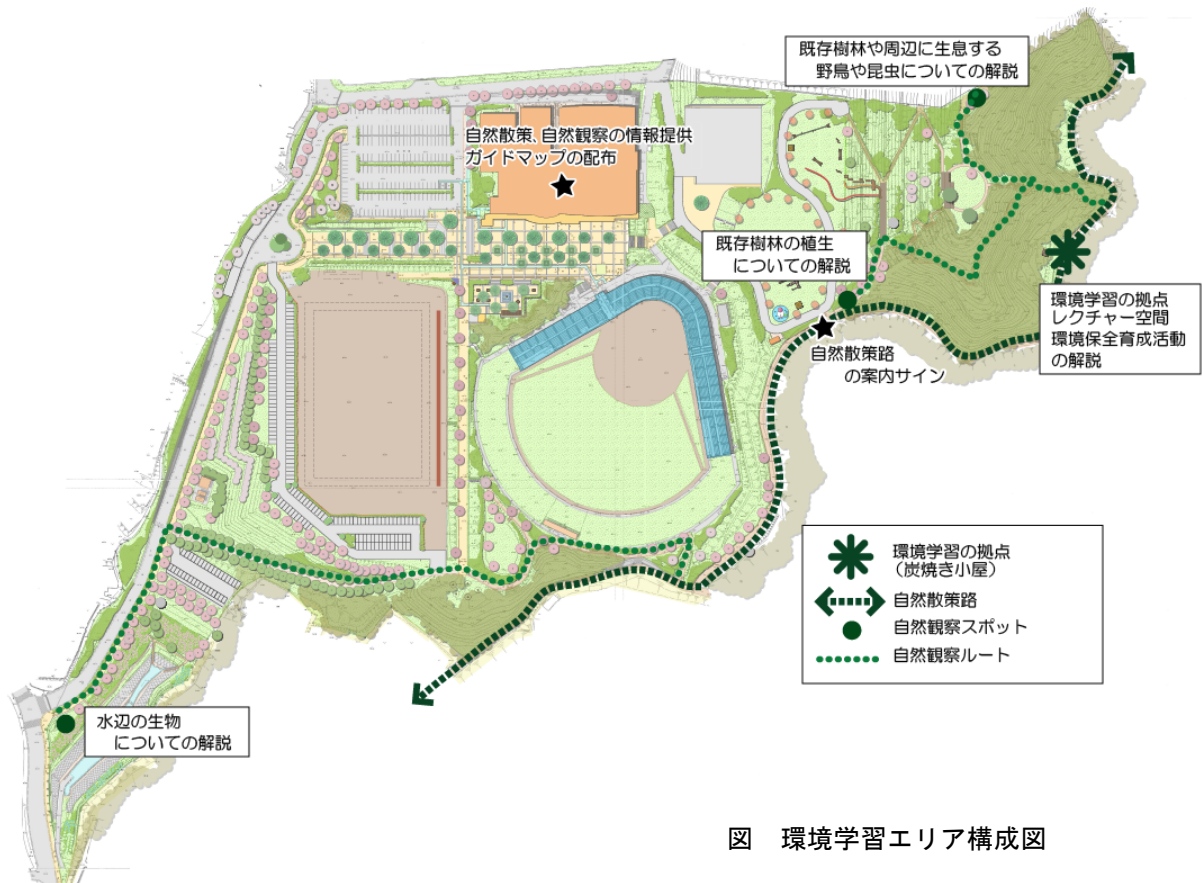 既存樹林や周辺に生息する
野鳥や昆虫についての解説
自然散策、自然観察の情報提供
ガイドマップの配布
既存樹林の植生
についての解説
環境学習の拠点
レクチャー空間
環境保全育成活動
の解説
自然散策路
の案内サイン
環境学習の拠点
(炭焼き小屋)
自然散策路
自然観察スポット
自然観察ルート
水辺の生物
についての解説
図 環境学習エリア構成図